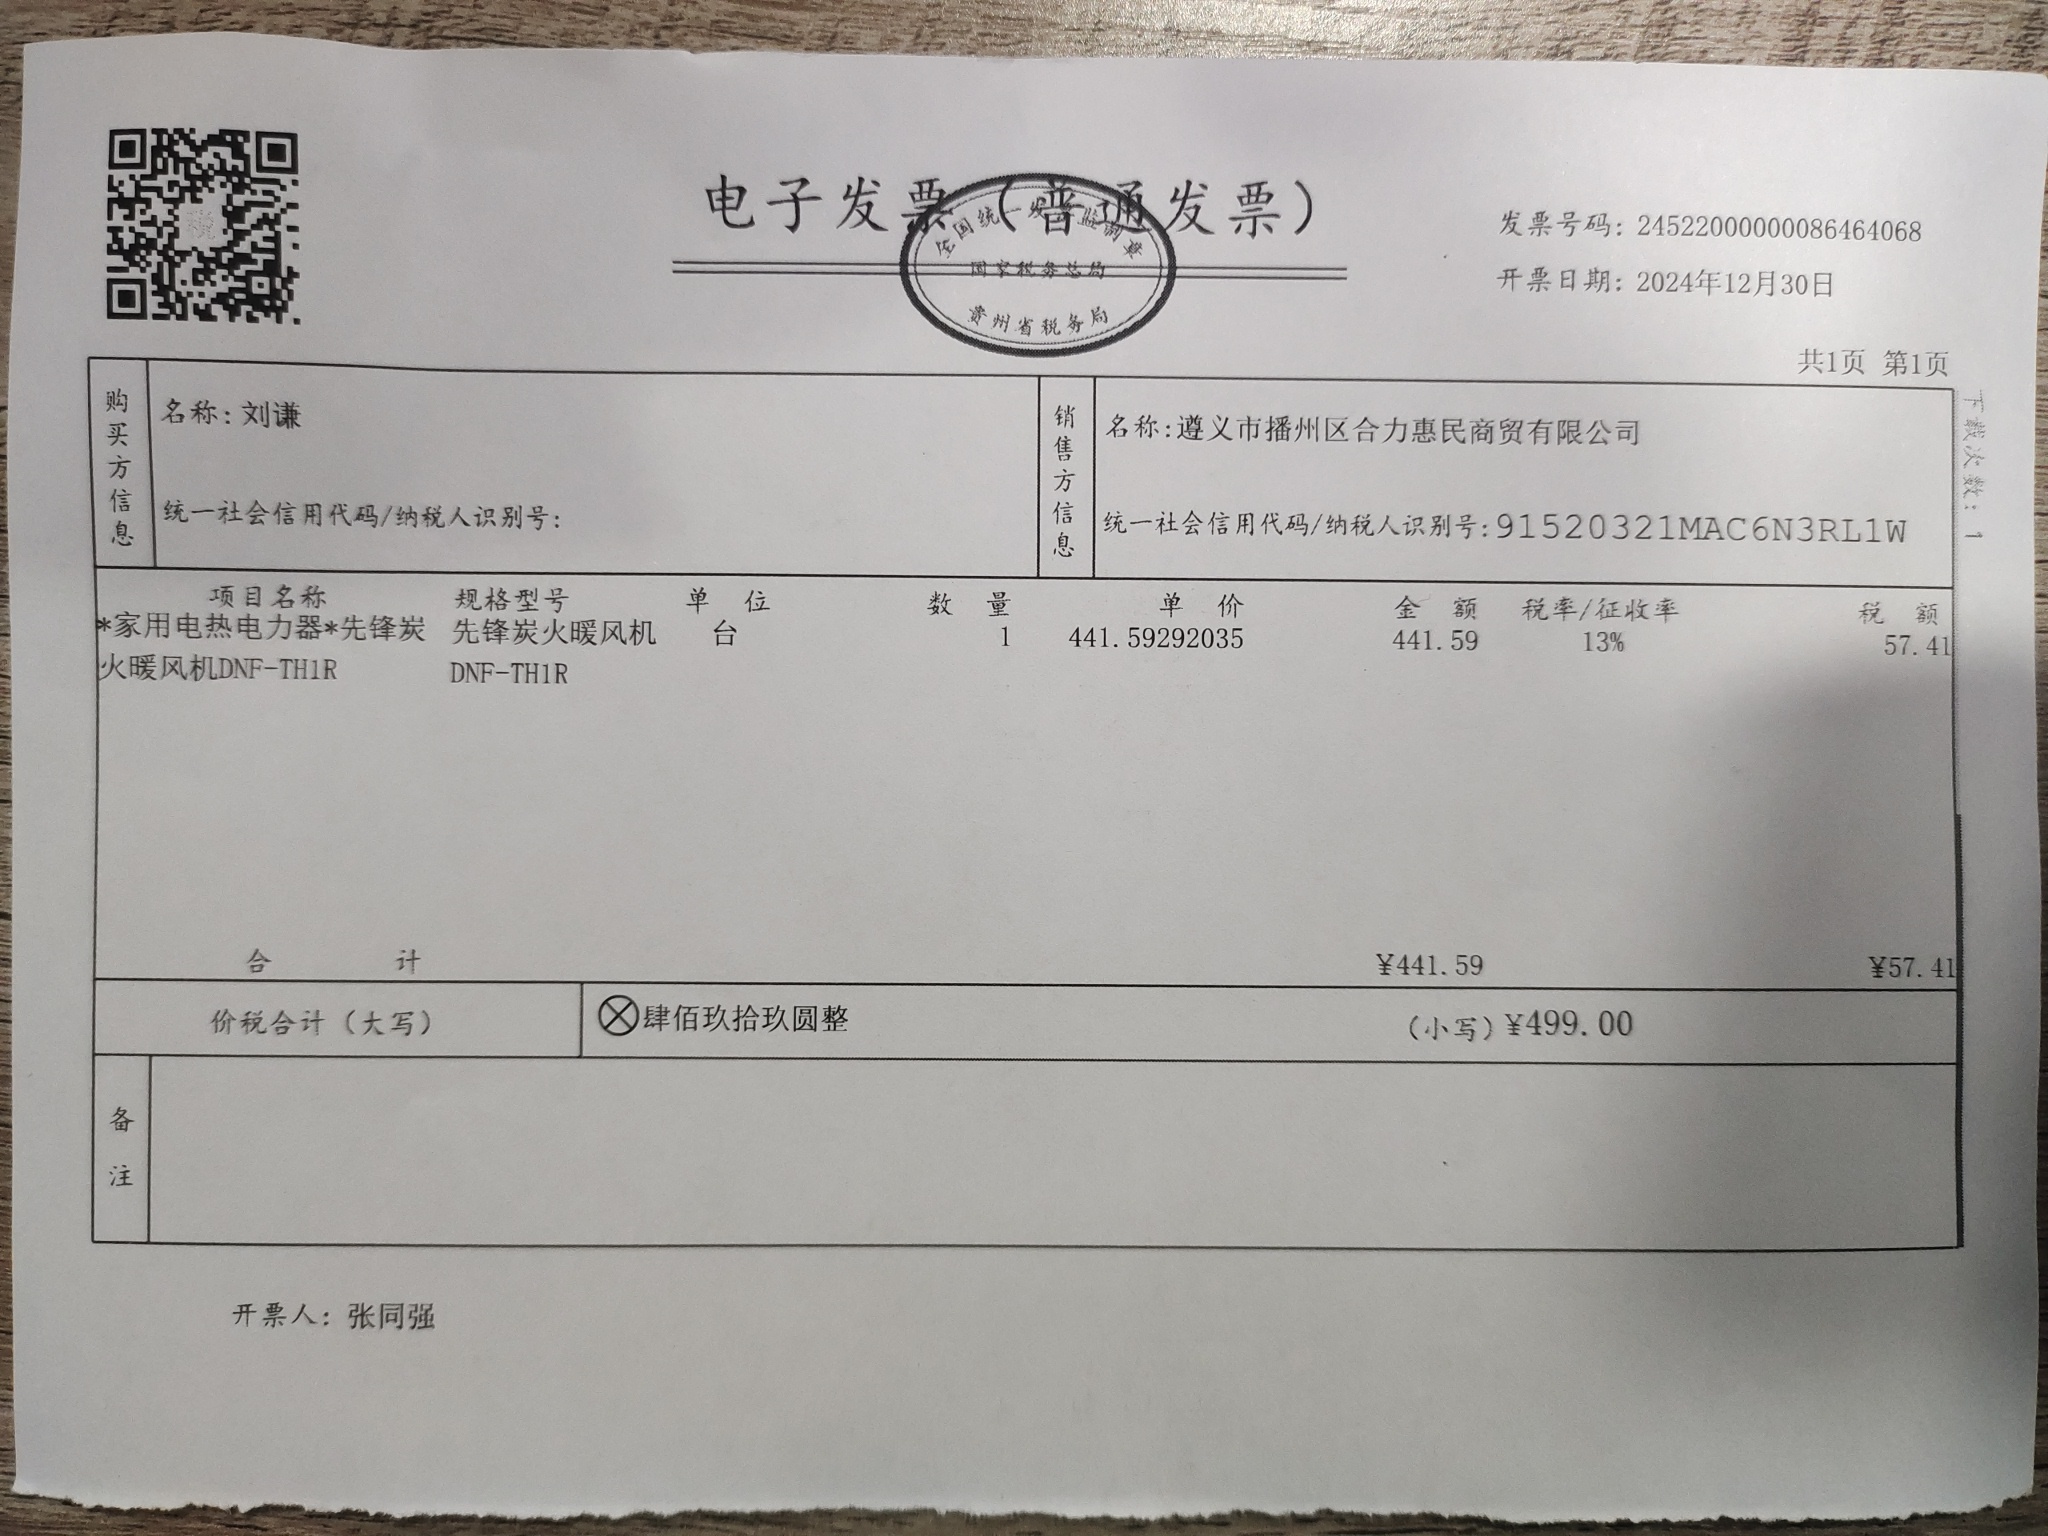 电子发票（普通发票）
全国统一发票监制章
国家税务总局
贵州省税务局
税
发票号码：24522000000086464068
开票日期：2024年12月30日
共1页 第1页
购买方信息
名称：刘谦
统一社会信用代码/纳税人识别号：
销售方信息
名称：遵义市播州区合力惠民商贸有限公司
统一社会信用代码/纳税人识别号：91520321MAC6N3RL1W
下载次数：1
项目名称 规格型号 单位 数量 单价 金额 税率/征收率 税额
*家用电热电力器*先锋炭 先锋炭火暖风机 台 1 441.59292035 441.59 13% 57.41
火暖风机DNF-TH1R DNF-TH1R
合计 ¥441.59 ¥57.41
价税合计（大写） ⊗肆佰玖拾玖圆整 （小写）¥499.00
备注
开票人：张同强